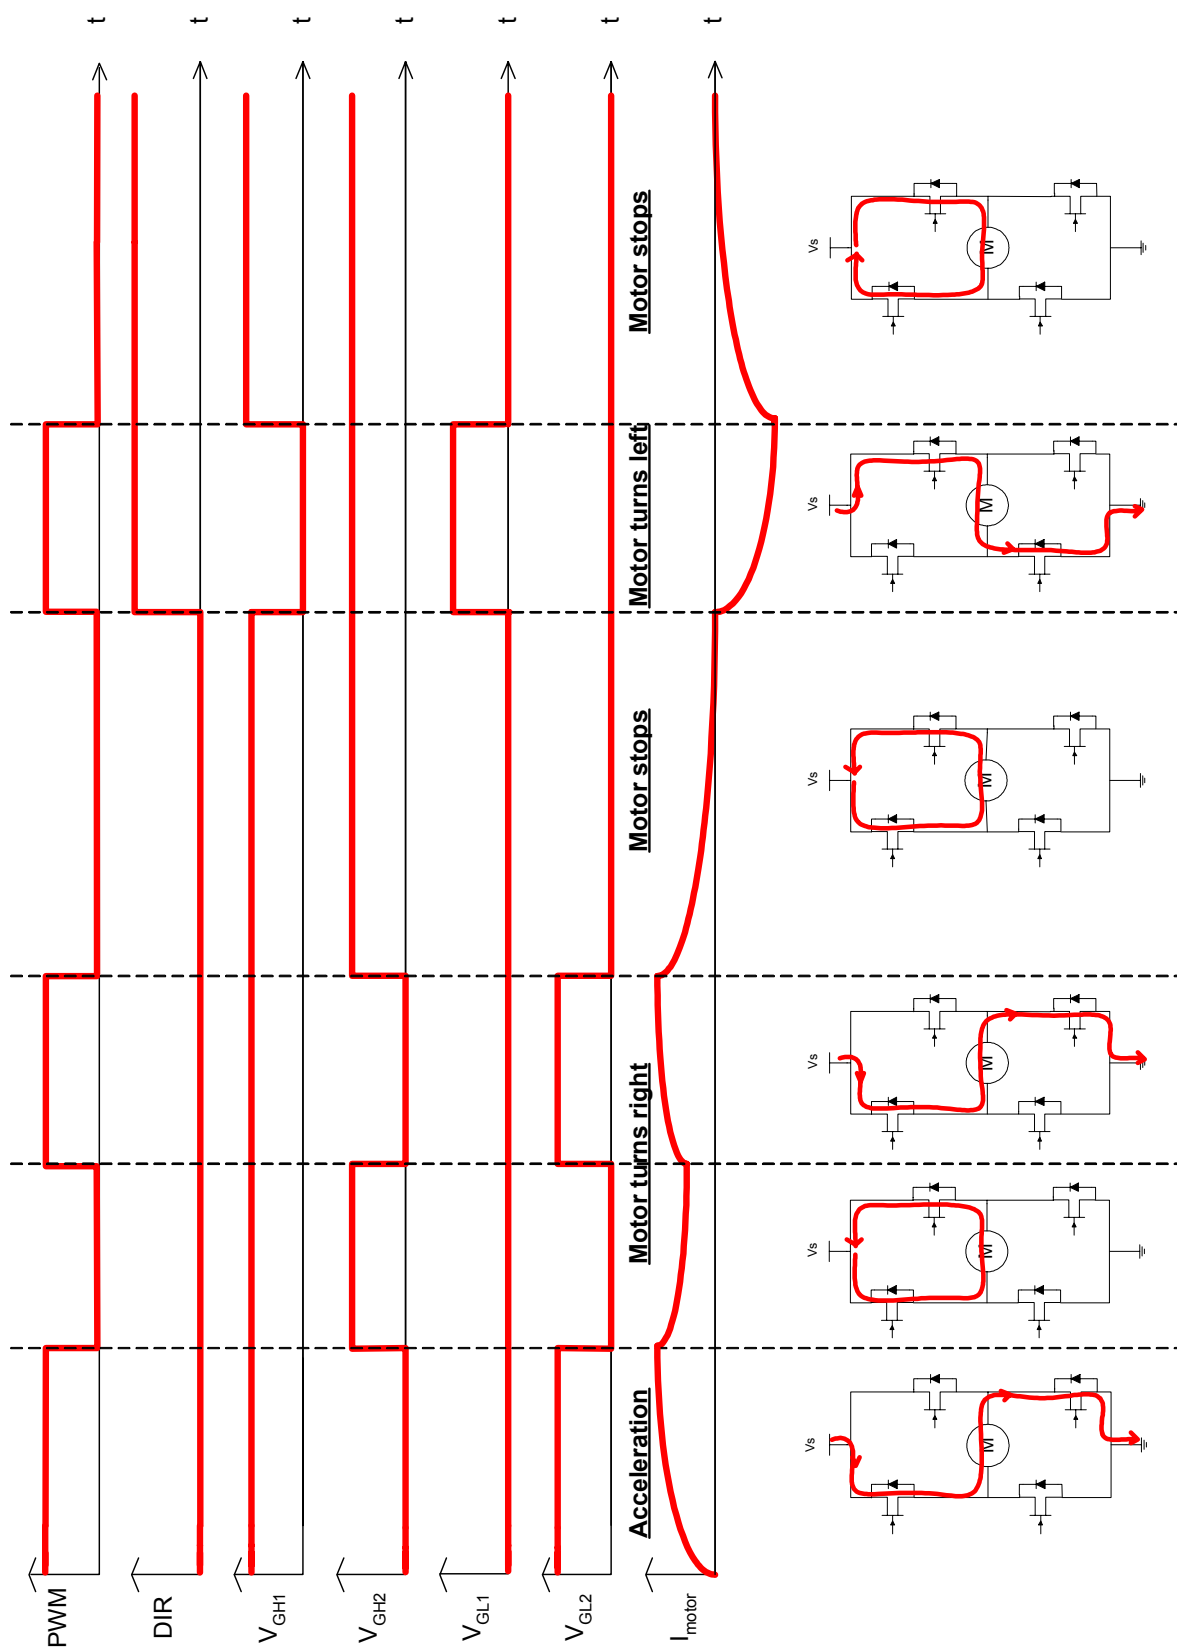 PWM
t
DIR
t
VGH1
t
VGH2
t
VGL1
t
VGL2
t
Acceleration
Motor turns right
Motor stops
Motor turns left
Motor stops
Imotor
t
Vs
Vs
Vs
Vs
Vs
Vs
M
M
M
M
M
M